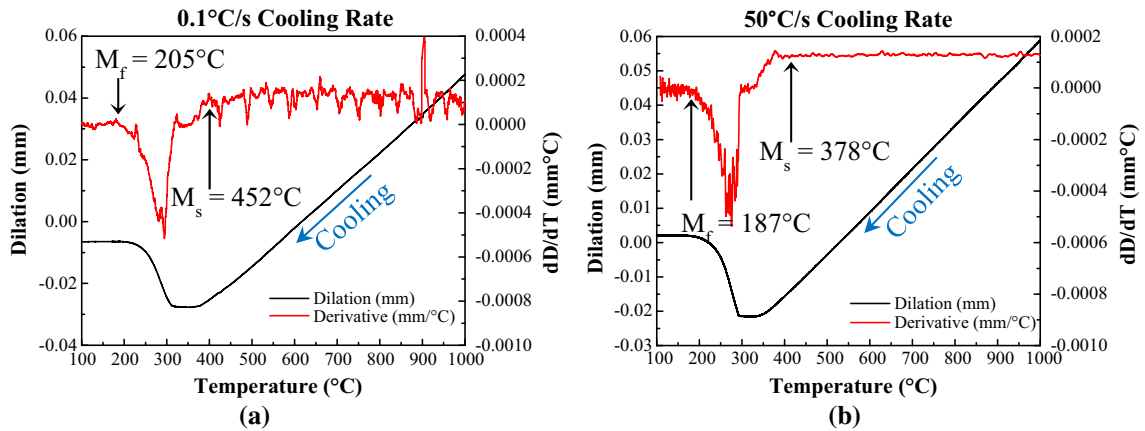 0.1°C/s Cooling Rate
0.06
0.04
0.02
0.00
-0.02
-0.04
Dilation (mm)
0.0004
0.0002
0.0000
-0.0002
-0.0004
-0.0006
-0.0008
-0.0010
dD/dT (mm°C)
M_f = 205°C
M_s = 452°C
Cooling
Dilation (mm)
Derivative (mm/°C)
100 200 300 400 500 600 700 800 900 1000
Temperature (°C)
(a)
50°C/s Cooling Rate
0.06
0.05
0.04
0.03
0.02
0.01
0.00
-0.01
-0.02
-0.03
Dilation (mm)
0.0002
0.0000
-0.0002
-0.0004
-0.0006
-0.0008
-0.0010
dD/dT (mm°C)
M_s = 378°C
M_f = 187°C
Cooling
Dilation (mm)
Derivative (mm/°C)
100 200 300 400 500 600 700 800 900 1000
Temperature (°C)
(b)